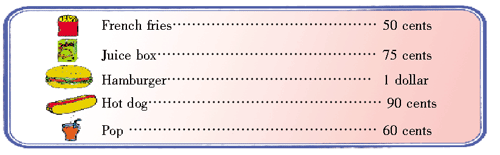 French fries·································· 50 cents
Juice box···································· 75 cents
Hamburger·································· 1 dollar
Hot dog······································ 90 cents
Pop ········································· 60 cents